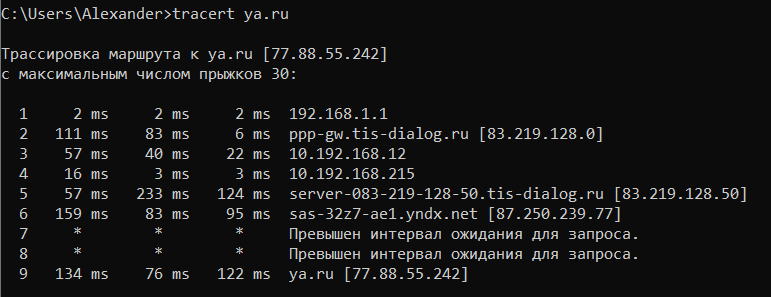 C:\Users\Alexander>tracert ya.ru
Трассировка маршрута к ya.ru [77.88.55.242]
с максимальным числом прыжков 30:
1 2 ms 2 ms 2 ms 192.168.1.1
2 111 ms 83 ms 6 ms ppp-gw.tis-dialog.ru [83.219.128.0]
3 57 ms 40 ms 22 ms 10.192.168.12
4 16 ms 3 ms 3 ms 10.192.168.215
5 57 ms 233 ms 124 ms server-083-219-128-50.tis-dialog.ru [83.219.128.50]
6 159 ms 83 ms 95 ms sas-32z7-ae1.yndx.net [87.250.239.77]
7 * * * Превышен интервал ожидания для запроса.
8 * * * Превышен интервал ожидания для запроса.
9 134 ms 76 ms 122 ms ya.ru [77.88.55.242]